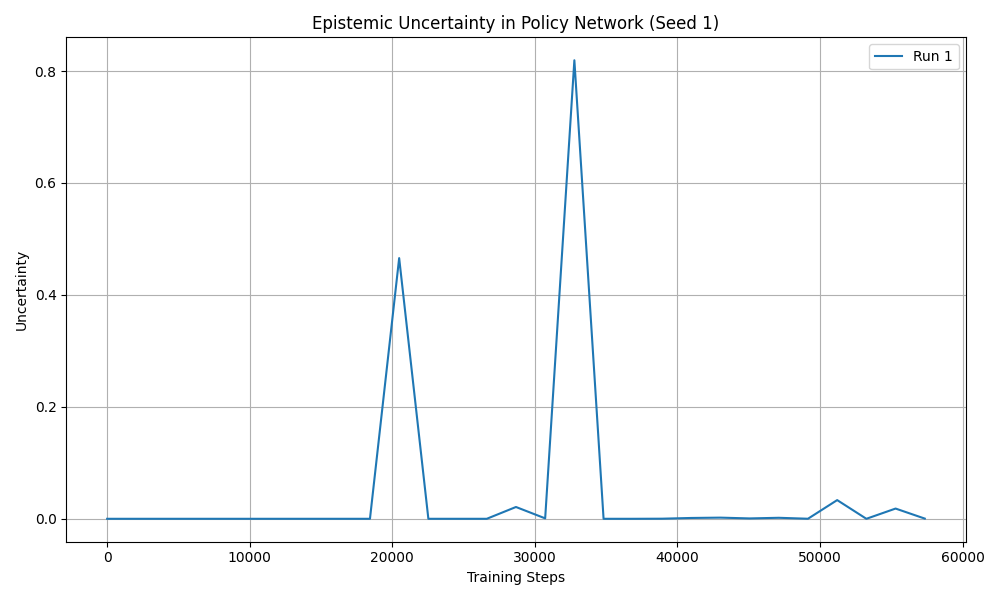 Epistemic Uncertainty in Policy Network (Seed 1)
Run 1
0.8
0.6
0.4
0.2
0.0
Uncertainty
0 10000 20000 30000 40000 50000 60000
Training Steps